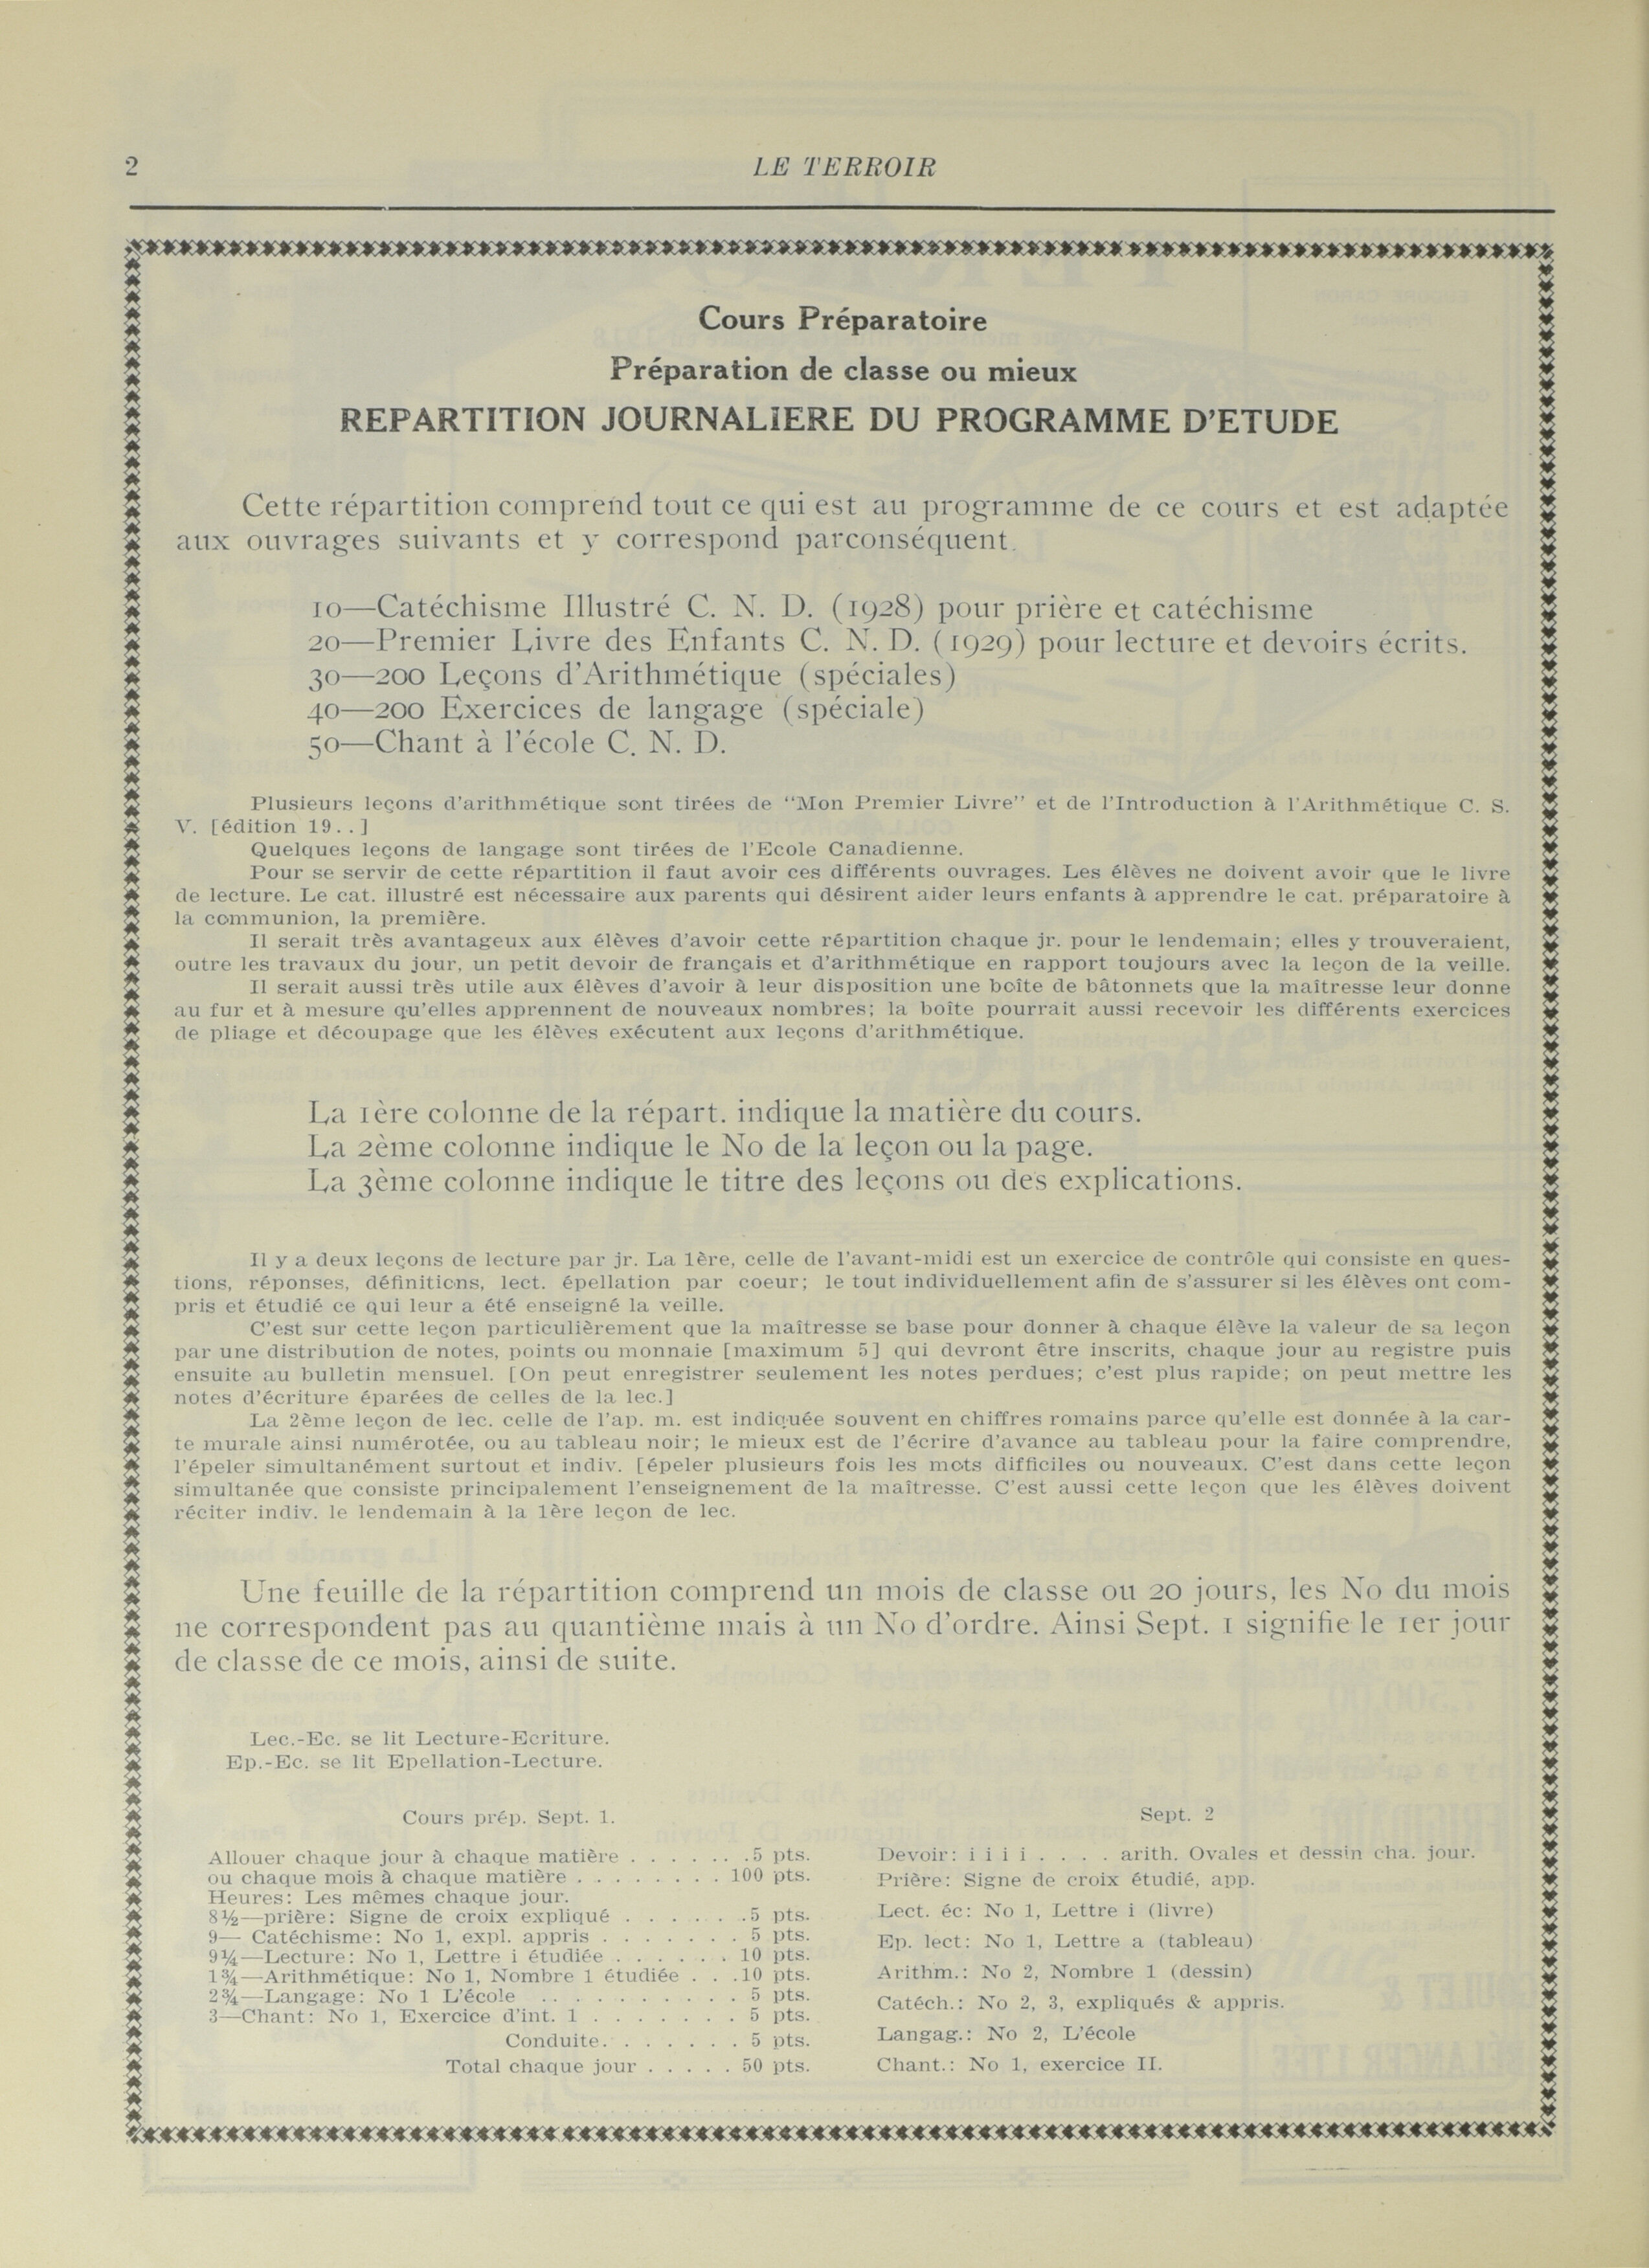 2
LE TERROIR
Cours Préparatoire
Préparation de classe ou mieux
REPARTITION JOURNALIERE DU PROGRAMME D'ETUDE
Cette répartition comprend tout ce qui est au programme de ce cours et est adaptée
aux ouvrages suivants et y correspond parconséquent.
10—Catéchisme Illustré C. N. D. (1928) pour prière et catéchisme
20—Premier Livre des Enfants C. N. D. (1929) pour lecture et devoirs écrits.
30—200 Leçons d'Arithmétique (spéciales)
40—200 Exercices de langage (spéciale)
50—Chant à l'école C. N. D.
Plusieurs leçons d'arithmétique sont tirées de "Mon Premier Livre" et de l'Introduction à l'Arithmétique C. S.
V. [édition 19..]
Quelques leçons de langage sont tirées de l'Ecole Canadienne.
Pour se servir de cette répartition il faut avoir ces différents ouvrages. Les élèves ne doivent avoir que le livre
de lecture. Le cat. illustré est nécessaire aux parents qui désirent aider leurs enfants à apprendre le cat. préparatoire à
la communion, la première.
Il serait très avantageux aux élèves d'avoir cette répartition chaque jr. pour le lendemain; elles y trouveraient,
outre les travaux du jour, un petit devoir de français et d'arithmétique en rapport toujours avec la leçon de la veille.
Il serait aussi très utile aux élèves d'avoir à leur disposition une boîte de bâtonnets que la maîtresse leur donne
au fur et à mesure qu'elles apprennent de nouveaux nombres; la boîte pourrait aussi recevoir les différents exercices
de pliage et découpage que les élèves exécutent aux leçons d'arithmétique.
La 1ère colonne de la répart. indique la matière du cours.
La 2ème colonne indique le No de la leçon ou la page.
La 3ème colonne indique le titre des leçons ou des explications.
Il y a deux leçons de lecture par jr. La 1ère, celle de l'avant-midi est un exercice de contrôle qui consiste en ques-
tions, réponses, définitions, lect. épellation par coeur; le tout individuellement afin de s'assurer si les élèves ont com-
pris et étudié ce qui leur a été enseigné la veille.
C'est sur cette leçon particulièrement que la maîtresse se base pour donner à chaque élève la valeur de sa leçon
par une distribution de notes, points ou monnaie [maximum 5] qui devront être inscrits, chaque jour au registre puis
ensuite au bulletin mensuel. [On peut enregistrer seulement les notes perdues; c'est plus rapide; on peut mettre les
notes d'écriture éparées de celles de la lec.]
La 2ème leçon de lec. celle de l'ap. m. est indiquée souvent en chiffres romains parce qu'elle est donnée à la car-
te murale ainsi numérotée, ou au tableau noir; le mieux est de l'écrire d'avance au tableau pour la faire comprendre,
l'épeler simultanément surtout et indiv. [épeler plusieurs fois les mots difficiles ou nouveaux. C'est dans cette leçon
simultanée que consiste principalement l'enseignement de la maîtresse. C'est aussi cette leçon que les élèves doivent
réciter indiv. le lendemain à la 1ère leçon de lec.
Une feuille de la répartition comprend un mois de classe ou 20 jours, les No du mois
ne correspondent pas au quantième mais à un No d'ordre. Ainsi Sept. 1 signifie le 1er jour
de classe de ce mois, ainsi de suite.
Lec.-Ec. se lit Lecture-Ecriture.
Ep.-Ec. se lit Epellation-Lecture.
Cours prép. Sept. 1.
Allouer chaque jour à chaque matière . . . . . . . 5 pts.
ou chaque mois à chaque matière . . . . . . . . 100 pts.
Heures: Les mêmes chaque jour.
8½—prière: Signe de croix expliqué . . . . . . . 5 pts.
9— Catéchisme: No 1, expl. appris . . . . . . . 5 pts.
9¼—Lecture: No 1, Lettre i étudiée . . . . . . 10 pts.
1¾—Arithmétique: No 1, Nombre 1 étudiée . . . 10 pts.
2¾—Langage: No 1 L'école . . . . . . . . . . 5 pts.
3—Chant: No 1, Exercice d'int. 1 . . . . . . . 5 pts.
Conduite. . . . . . . 5 pts.
Total chaque jour . . . . . 50 pts.
Sept. 2
Devoir: i i i i . . . . arith. Ovales et dessin cha. jour.
Prière: Signe de croix étudié, app.
Lect. éc: No 1, Lettre i (livre)
Ep. lect: No 1, Lettre a (tableau)
Arithm.: No 2, Nombre 1 (dessin)
Catéch.: No 2, 3, expliqués & appris.
Langag.: No 2, L'école
Chant.: No 1, exercice II.